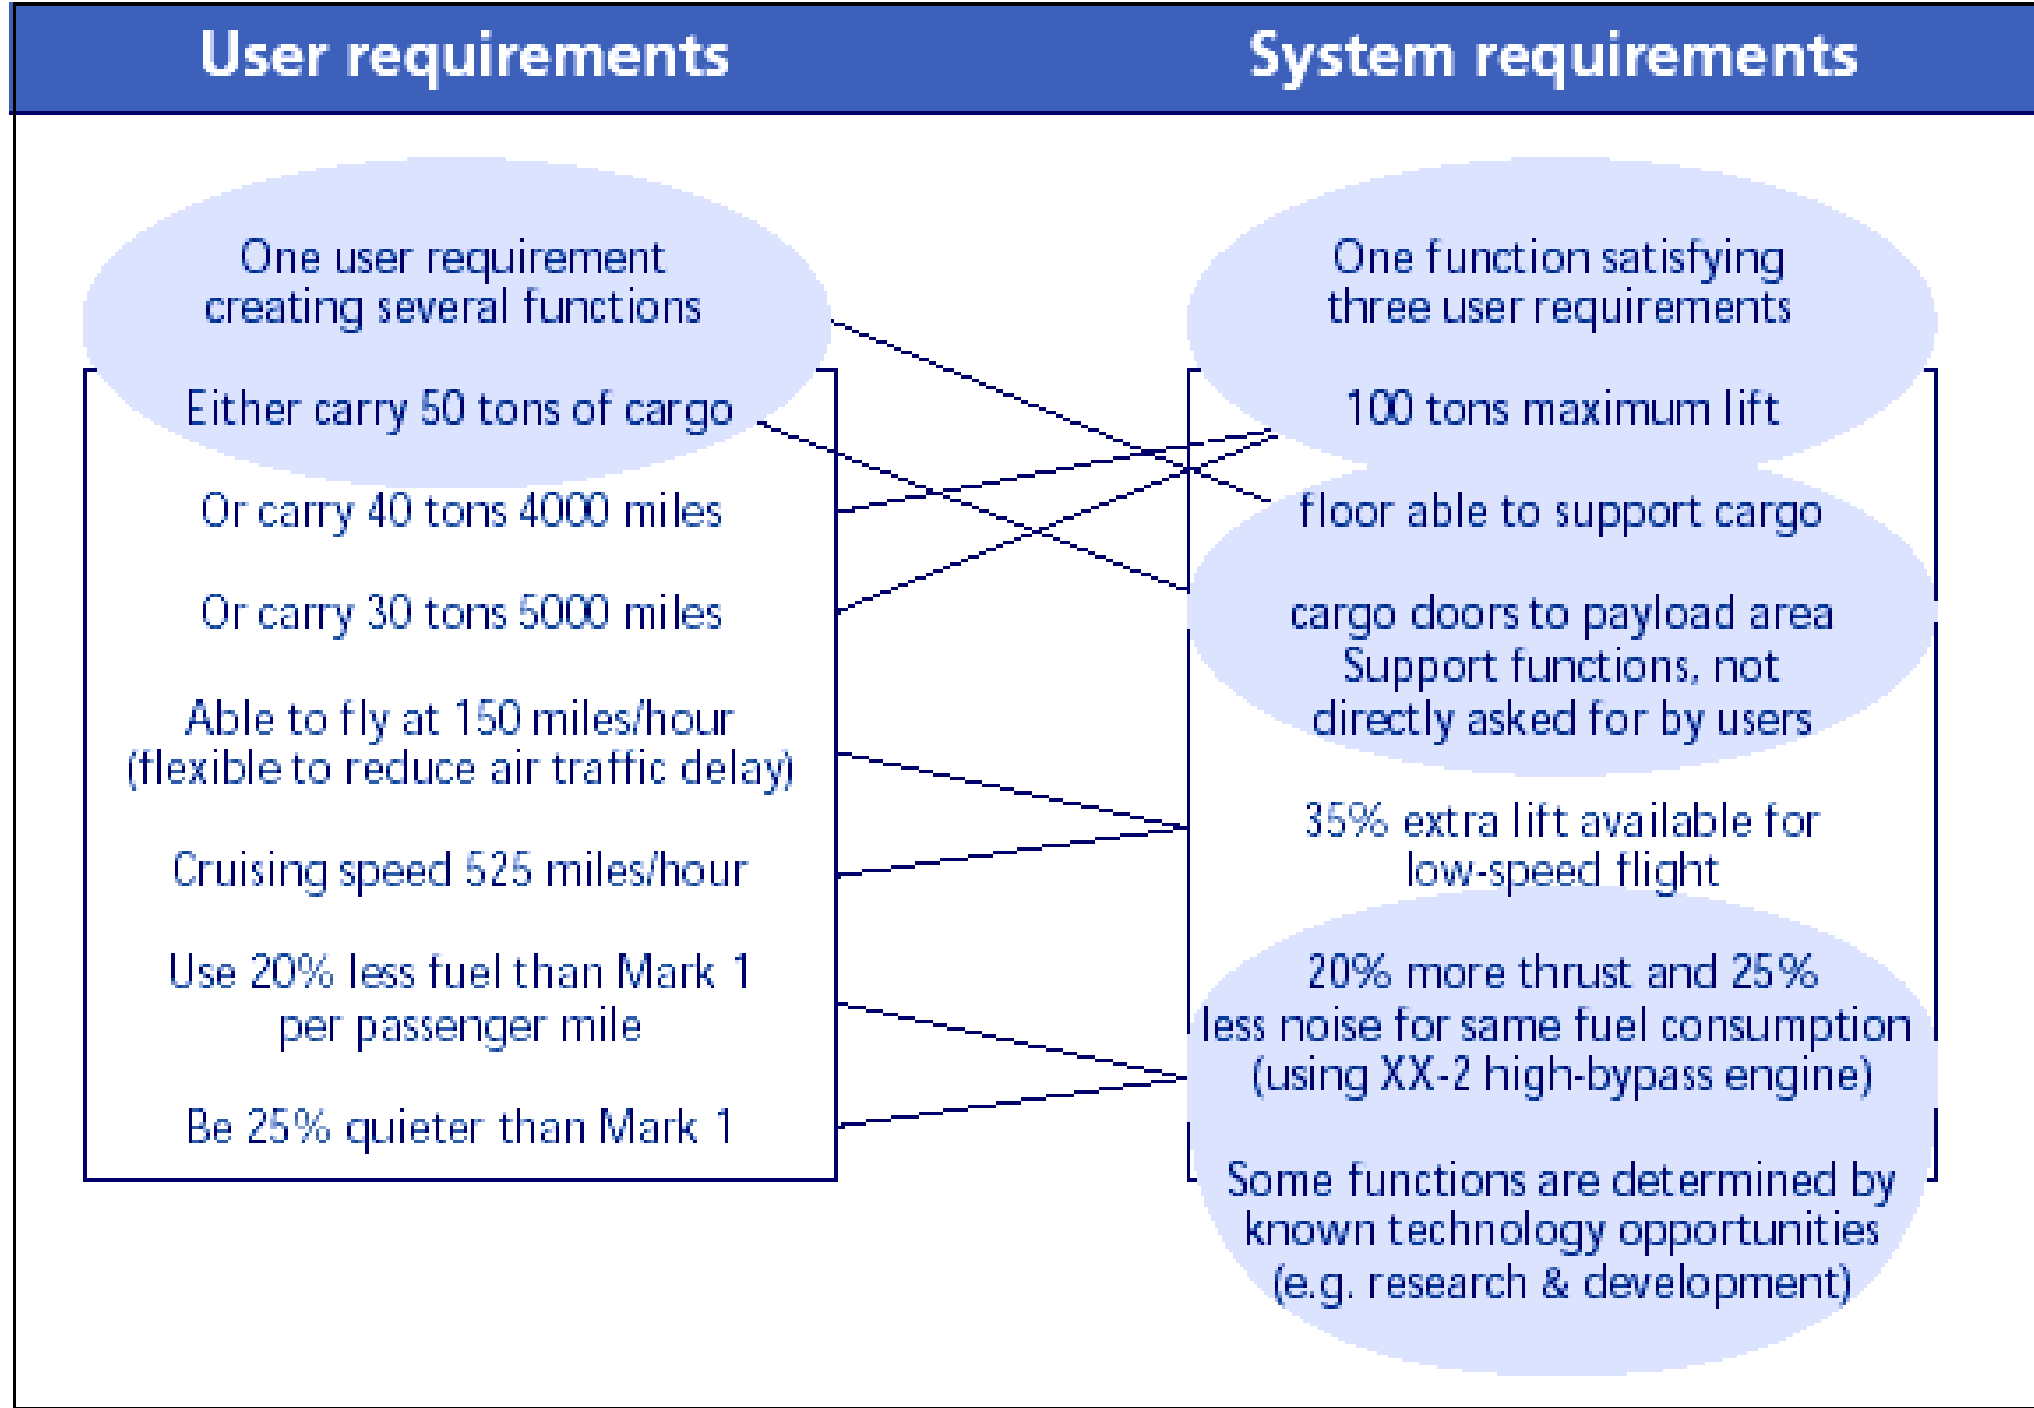 User requirements
System requirements
One user requirement
creating several functions
Either carry 50 tons of cargo
Or carry 40 tons 4000 miles
Or carry 30 tons 5000 miles
Able to fly at 150 miles/hour
(flexible to reduce air traffic delay)
Cruising speed 525 miles/hour
Use 20% less fuel than Mark 1
per passenger mile
Be 25% quieter than Mark 1
One function satisfying
three user requirements
100 tons maximum lift
floor able to support cargo
cargo doors to payload area
Support functions, not
directly asked for by users
35% extra lift available for
low-speed flight
20% more thrust and 25%
less noise for same fuel consumption
(using XX-2 high-bypass engine)
Some functions are determined by
known technology opportunities
(e.g. research & development)